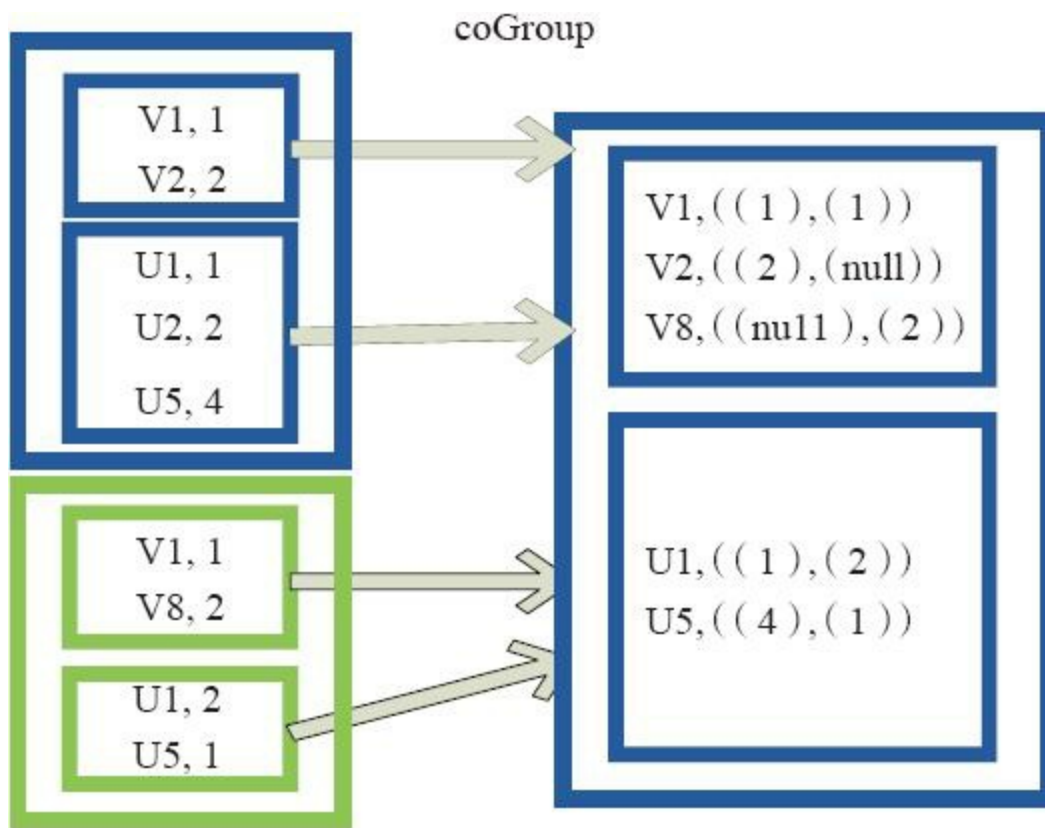 coGroup
V1, 1
V2, 2
U1, 1
U2, 2
U5, 4
V1, 1
V8, 2
U1, 2
U5, 1
V1,((1),(1))
V2,((2),(null))
V8,((nu11),(2))
U1,((1),(2))
U5,((4),(1))